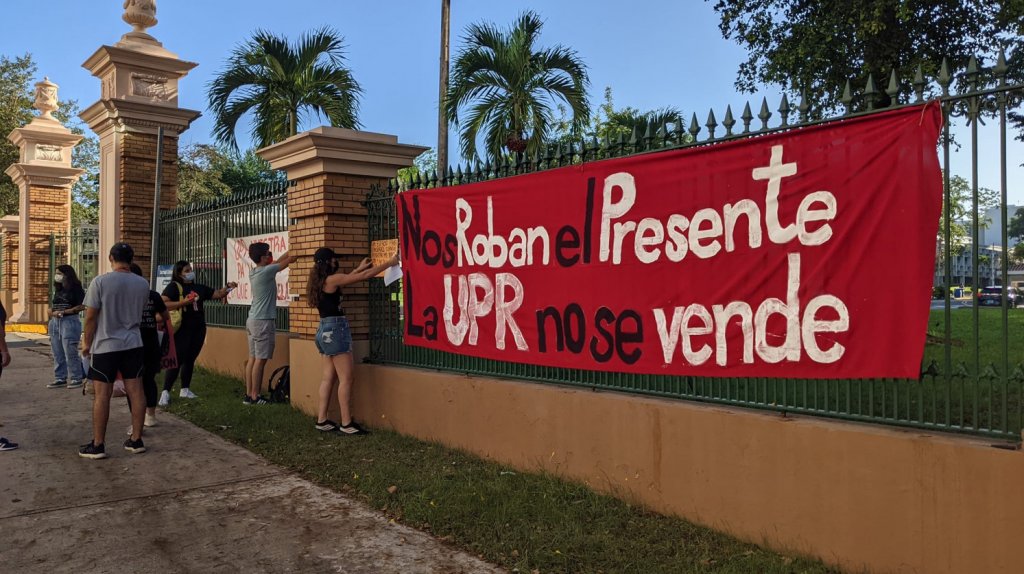 Nos Roban el Presente
La UPR no se vende